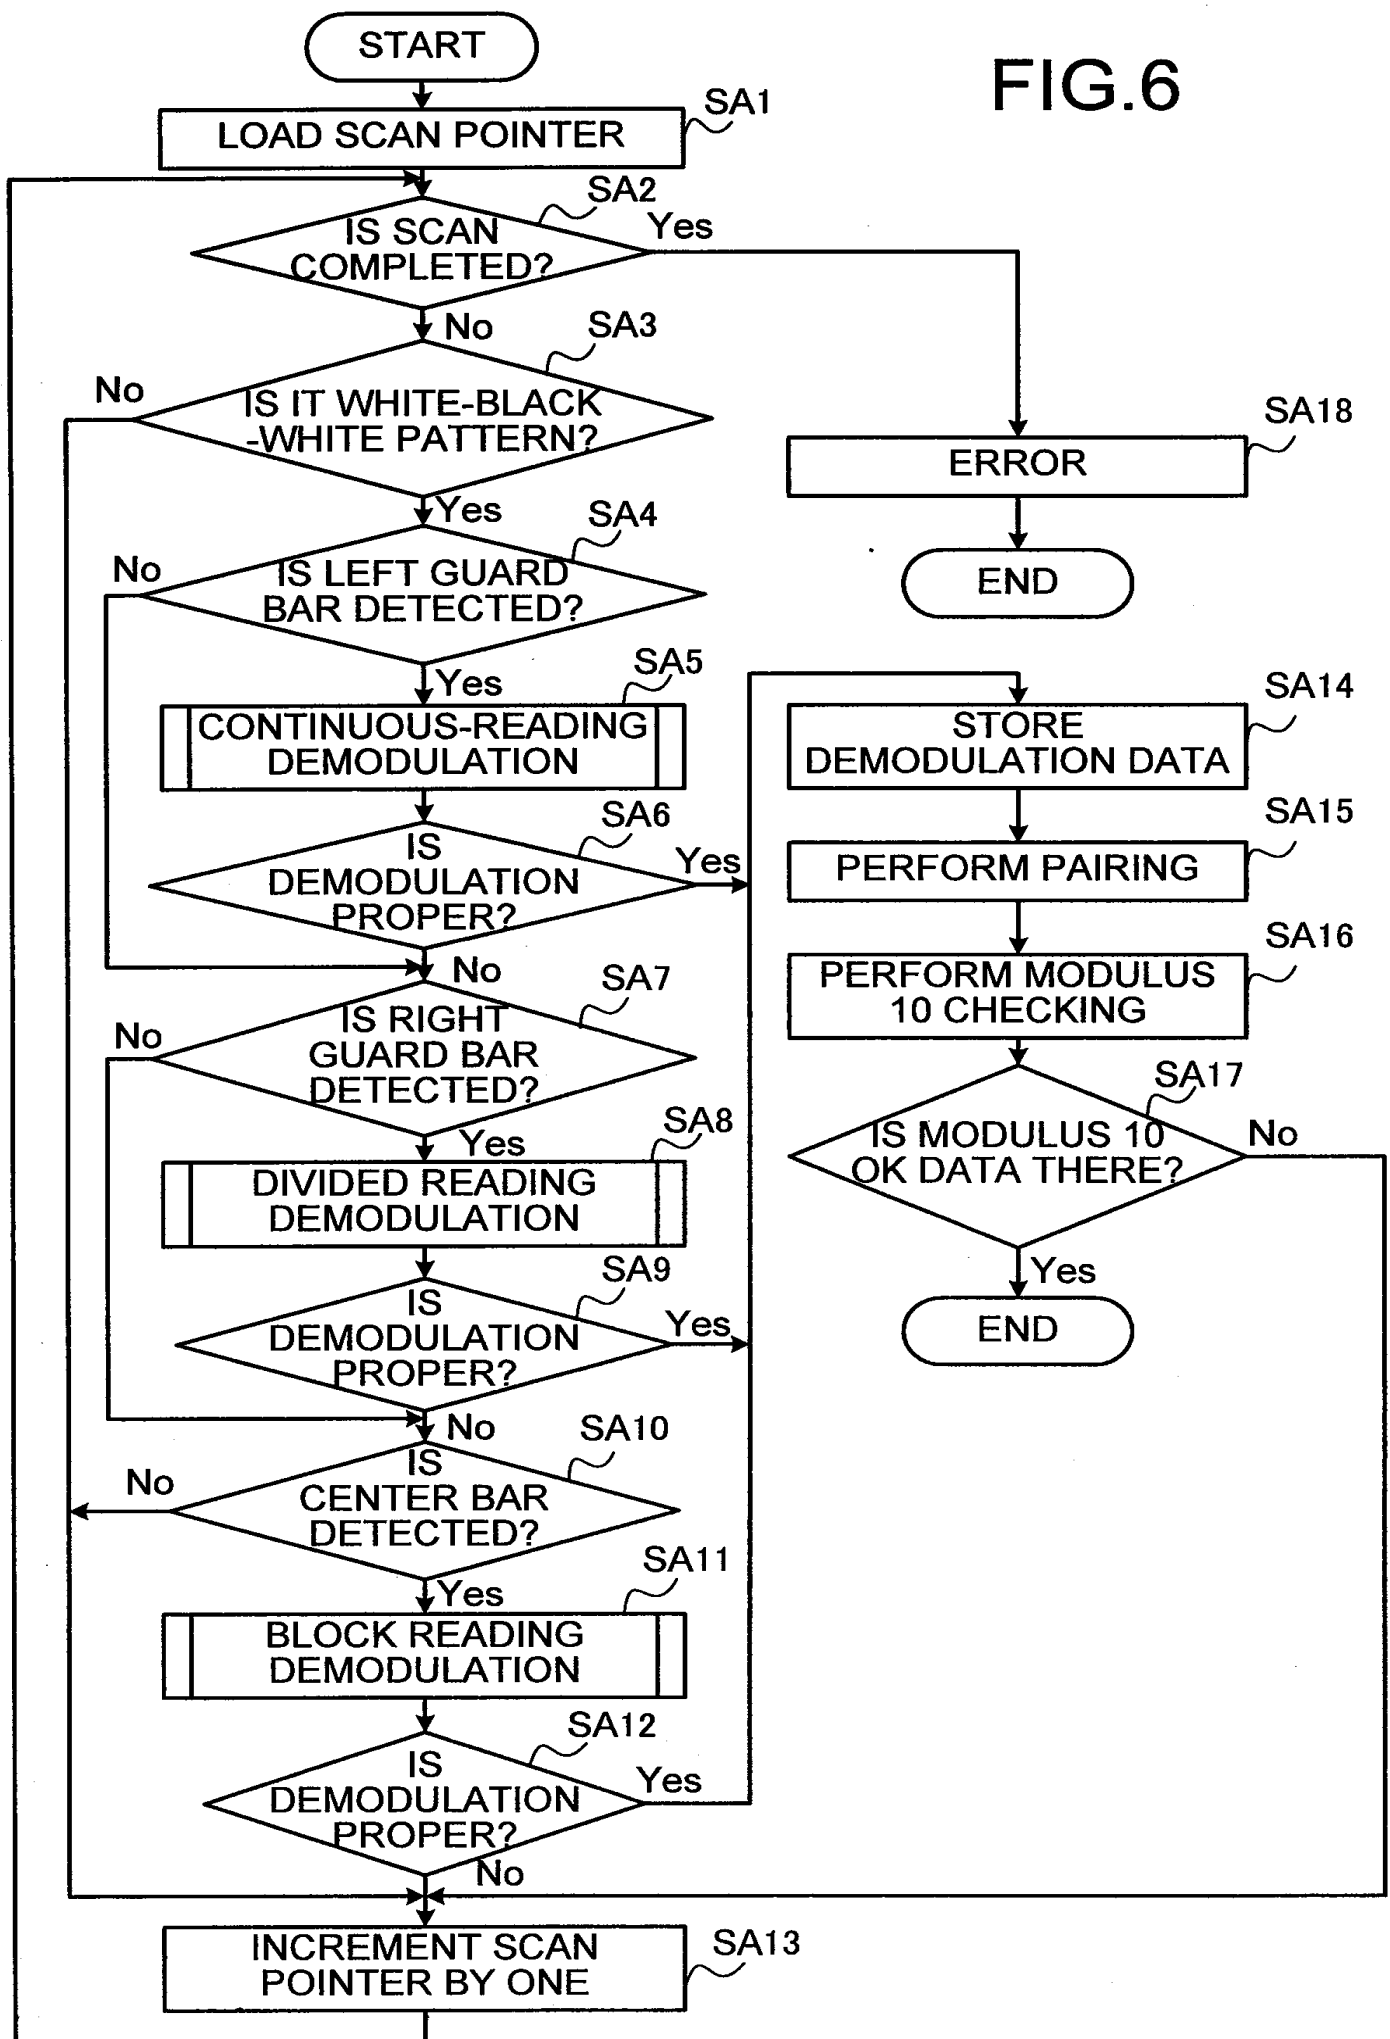 START
FIG.6
SA1
LOAD SCAN POINTER
SA2
IS SCAN
COMPLETED?
Yes
No
SA3
No
IS IT WHITE-BLACK
-WHITE PATTERN?
SA18
ERROR
Yes
SA4
No
IS LEFT GUARD
BAR DETECTED?
END
Yes
SA5
CONTINUOUS-READING
DEMODULATION
SA14
STORE
DEMODULATION DATA
SA6
IS
DEMODULATION
PROPER?
Yes
SA15
PERFORM PAIRING
No
SA7
No
IS RIGHT
GUARD BAR
DETECTED?
SA16
PERFORM MODULUS
10 CHECKING
SA17
IS MODULUS 10
OK DATA THERE?
No
Yes
SA8
DIVIDED READING
DEMODULATION
SA9
IS
DEMODULATION
PROPER?
Yes
Yes
END
No
SA10
No
IS
CENTER BAR
DETECTED?
Yes
SA11
BLOCK READING
DEMODULATION
SA12
IS
DEMODULATION
PROPER?
Yes
No
INCREMENT SCAN
POINTER BY ONE
SA13